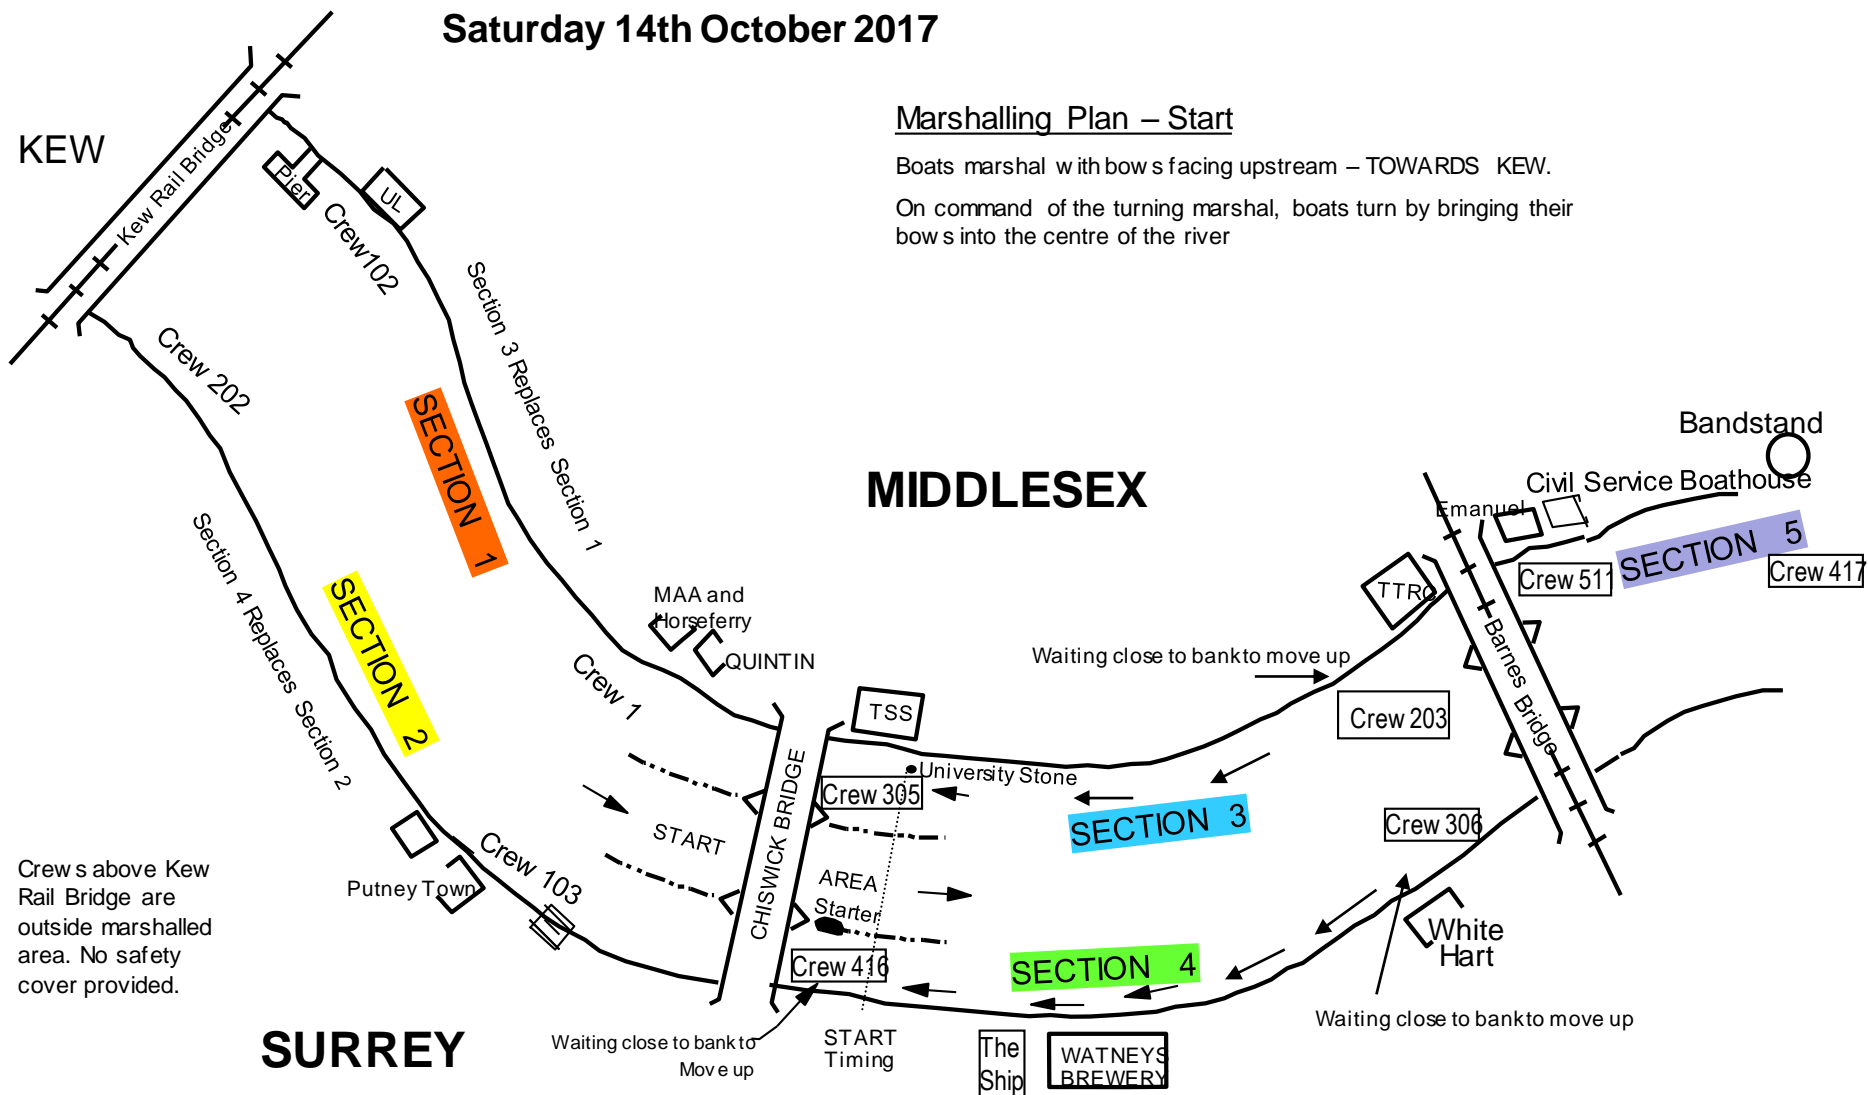 Saturday 14th October 2017
Marshalling Plan – Start
Boats marshal with bows facing upstream – TOWARDS KEW.
On command of the turning marshal, boats turn by bringing their
bows into the centre of the river
KEW
Kew Rail Bridge
Pier
UL
Crew102
Crew 202
Section 3 Replaces Section 1
SECTION 1
Section 4 Replaces Section 2
SECTION 2
MIDDLESEX
Bandstand
Civil Service Boathouse
Emanuel
SECTION 5
Crew 511
Crew 417
TTRC
Barnes Bridge
MAA and
Horseferry
QUINTIN
Crew 1
Waiting close to bank to move up
Crew 203
TSS
University Stone
Crew 305
SECTION 3
Crew 306
START
CHISWICK BRIDGE
AREA
Starter
Crew 103
Putney Town
Crew 416
SECTION 4
White
Hart
Crews above Kew
Rail Bridge are
outside marshalled
area. No safety
cover provided.
SURREY
Waiting close to bank to
Move up
START
Timing
The
Ship
WATNEYS
BREWERY
Waiting close to bank to move up